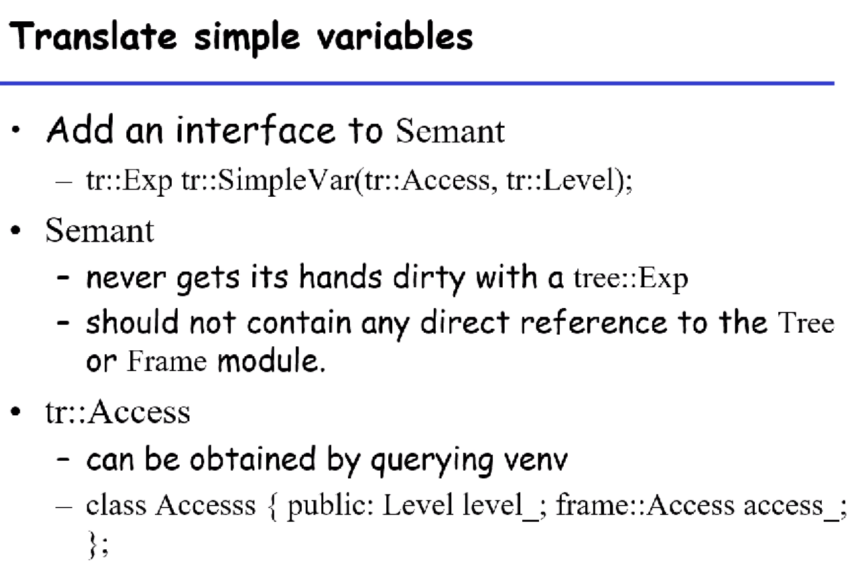 Translate simple variables
• Add an interface to Semant
– tr::Exp tr::SimpleVar(tr::Access, tr::Level);
• Semant
– never gets its hands dirty with a tree::Exp
– should not contain any direct reference to the Tree
or Frame module.
• tr::Access
– can be obtained by querying venv
– class Accesss { public: Level level_; frame::Access access_;
};